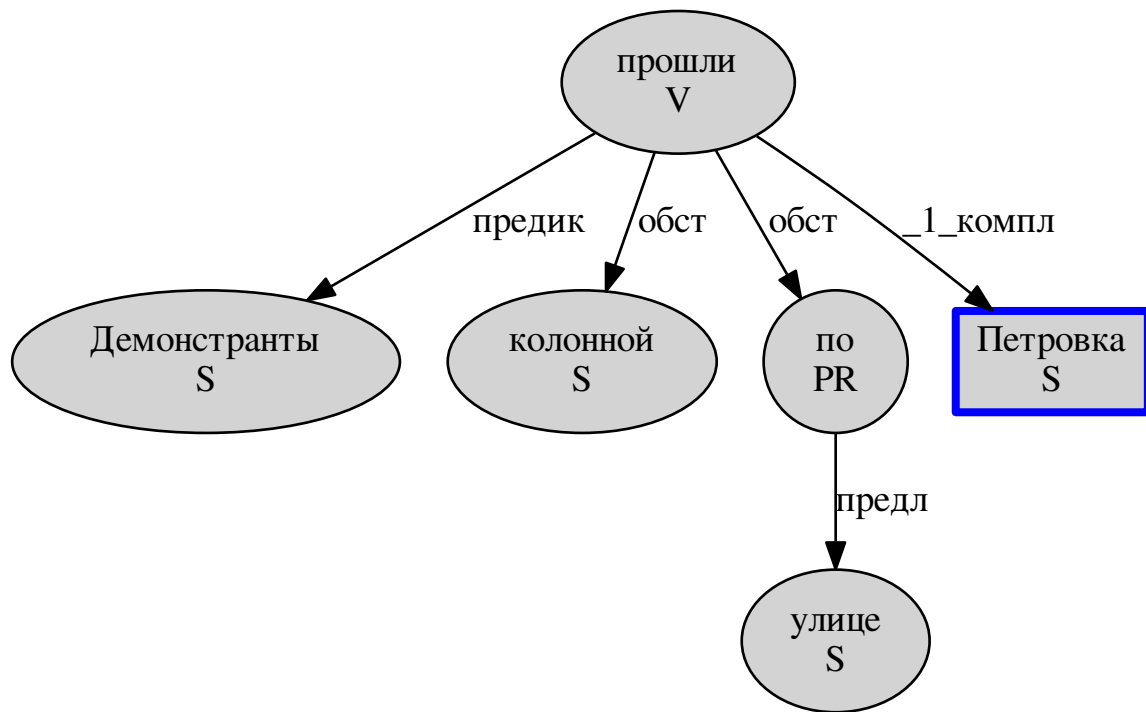 прошли
V
предик
обст
обст
_1_компл
Демонстранты
S
колонной
S
по
PR
Петровка
S
предл
улице
S